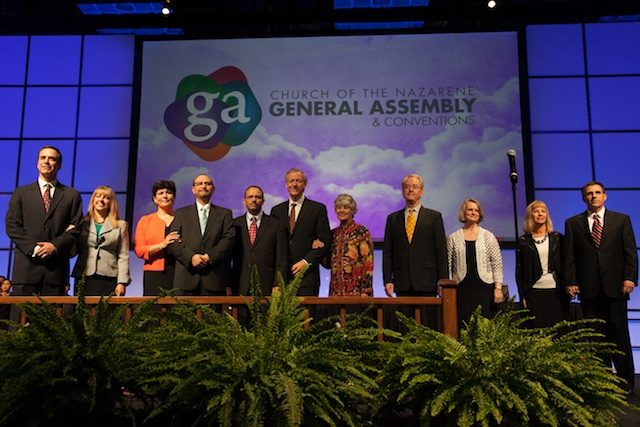 ga
CHURCH OF THE NAZARENE
GENERAL ASSEMBLY
& CONVENTIONS